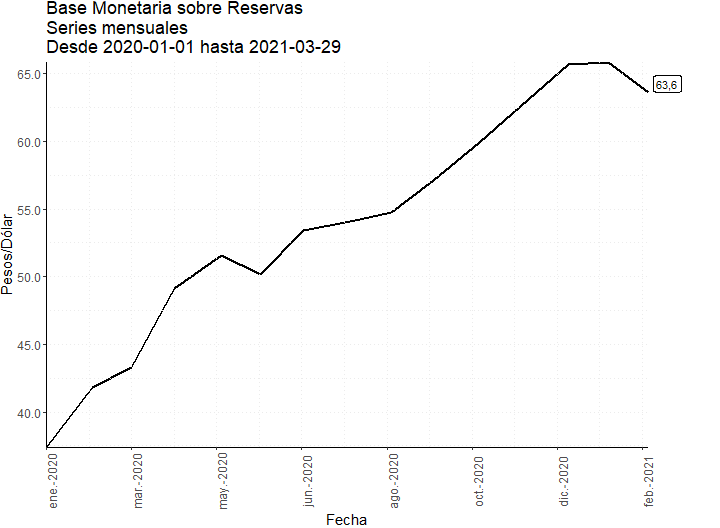 Base Monetaria sobre Reservas
Series mensuales
Desde 2020-01-01 hasta 2021-03-29
Pesos/Dólar
65.0
60.0
55.0
50.0
45.0
40.0
63,6
ene.-2020
mar.-2020
may.-2020
jun.-2020
ago.-2020
oct.-2020
dic.-2020
feb.-2021
Fecha